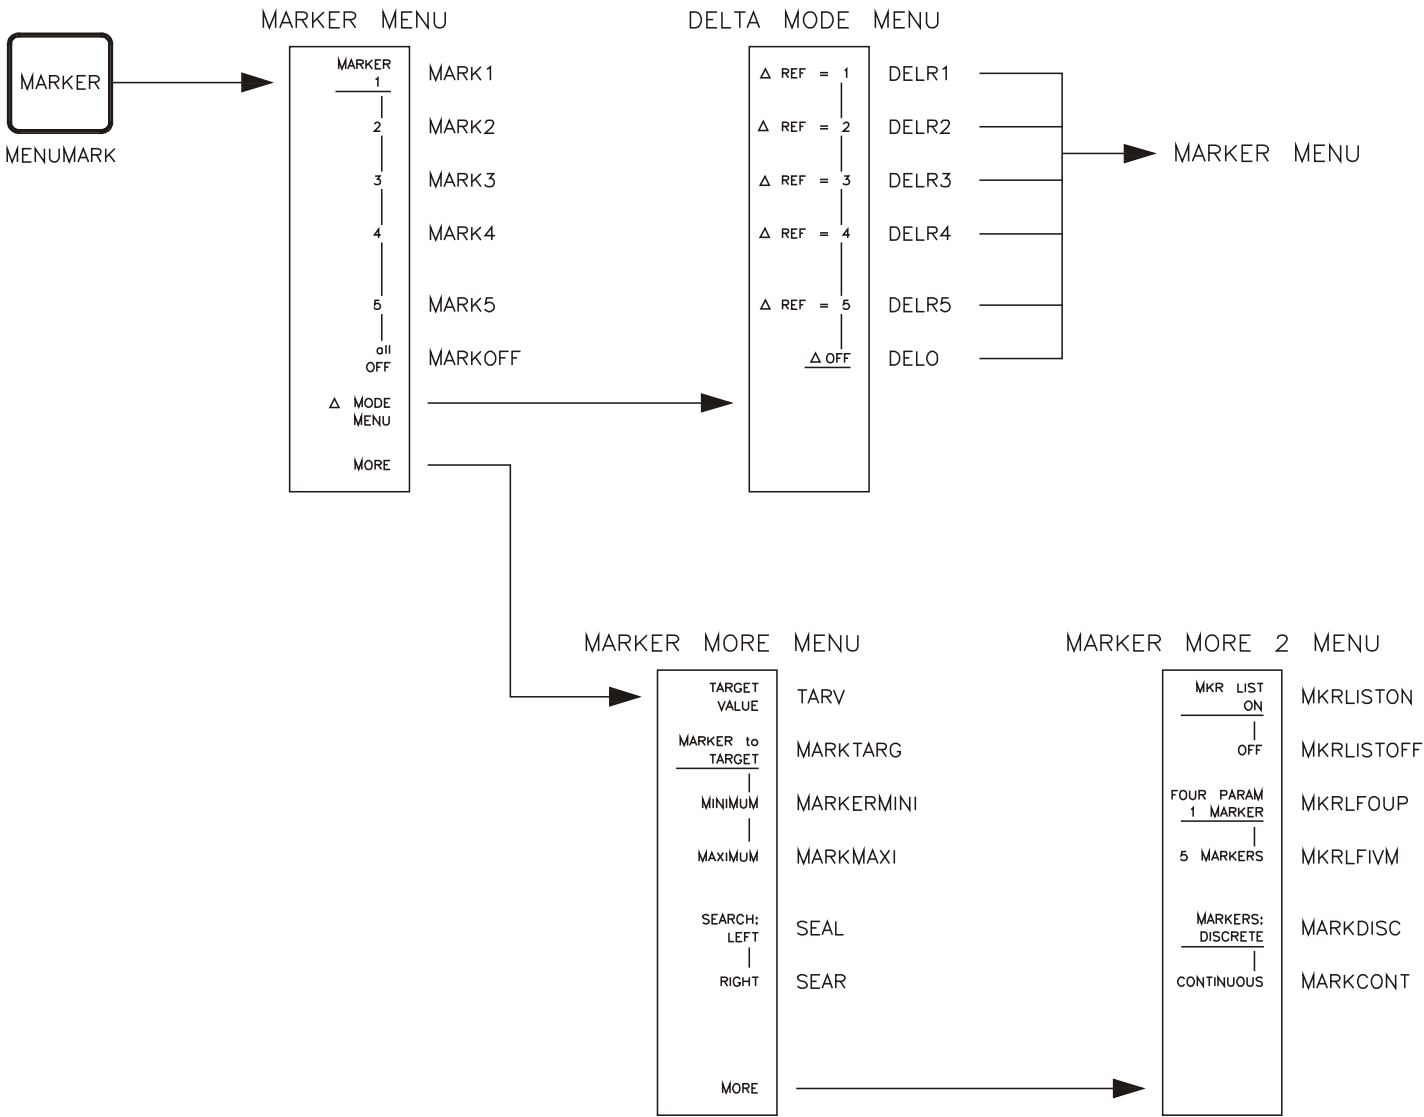 MARKER MENU
DELTA MODE MENU
MARKER
MENUMARK
MARKER
1
MARK1
2
MARK2
3
MARK3
4
MARK4
5
MARK5
all
OFF
MARKOFF
Δ MODE
MENU
MORE
Δ REF = 1
DELR1
Δ REF = 2
DELR2
Δ REF = 3
DELR3
Δ REF = 4
DELR4
Δ REF = 5
DELR5
Δ OFF
DELO
MARKER MENU
MARKER MORE MENU
TARGET
VALUE
TARV
MARKER to
TARGET
MARKTARG
MINIMUM
MARKERMINI
MAXIMUM
MARKMAXI
SEARCH:
LEFT
SEAL
RIGHT
SEAR
MORE
MARKER MORE 2 MENU
MKR LIST
ON
MKRLISTON
OFF
MKRLISTOFF
FOUR PARAM
1 MARKER
MKRLFOUP
5 MARKERS
MKRLFIVM
MARKERS:
DISCRETE
MARKDISC
CONTINUOUS
MARKCONT